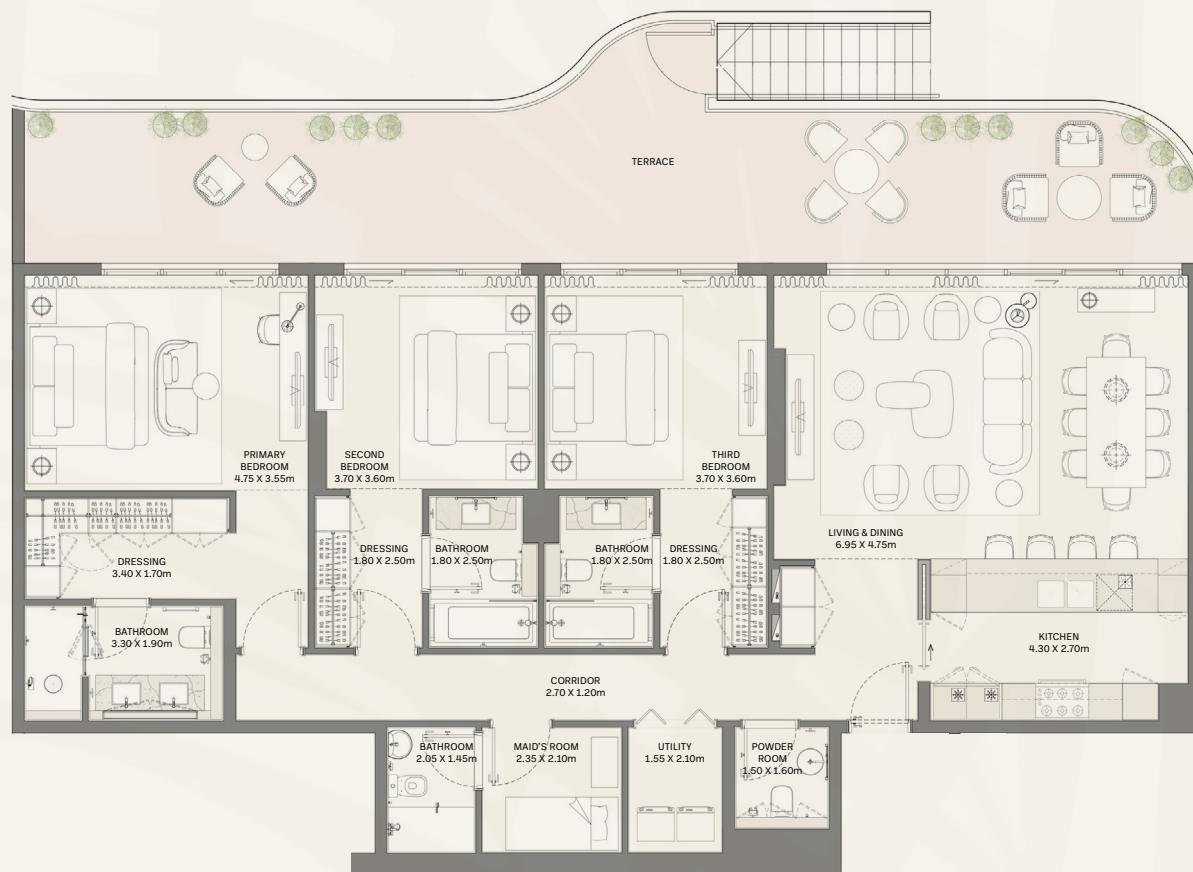 TERRACE
PRIMARY
BEDROOM
4.75 X 3.55m
SECOND
BEDROOM
3.70 X 3.60m
THIRD
BEDROOM
3.70 X 3.60m
LIVING & DINING
6.95 X 4.75m
DRESSING
3.40 X 1.70m
DRESSING
1.80 X 2.50m
BATHROOM
1.80 X 2.50m
BATHROOM
1.80 X 2.50m
DRESSING
1.80 X 2.50m
BATHROOM
3.30 X 1.90m
KITCHEN
4.30 X 2.70m
CORRIDOR
2.70 X 1.20m
BATHROOM
2.05 X 1.45m
MAID'S ROOM
2.35 X 2.10m
UTILITY
1.55 X 2.10m
POWDER
ROOM
1.50 X 1.60m